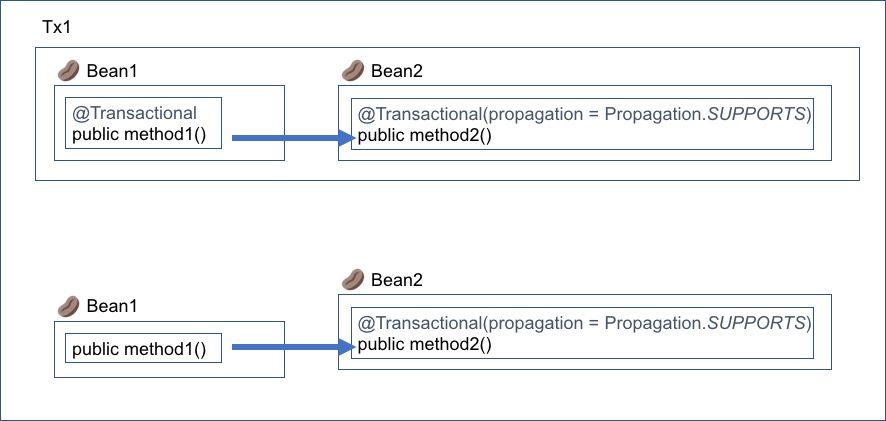 Tx1
Bean1
Bean2
@Transactional
public method1()
@Transactional(propagation = Propagation.SUPPORTS)
public method2()
Bean2
Bean1
@Transactional(propagation = Propagation.SUPPORTS)
public method2()
public method1()